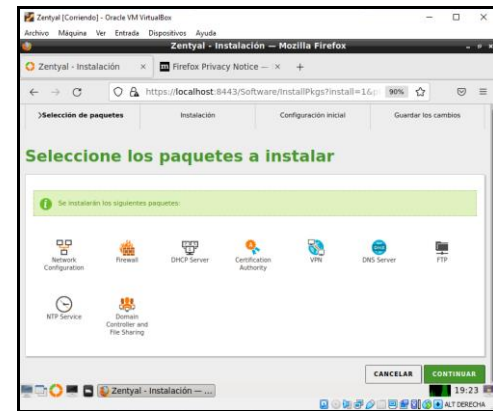 Zentyal [Corriendo] - Oracle VM VirtualBox
Archivo Máquina Ver Entrada Dispositivos Ayuda
Zentyal - Instalación — Mozilla Firefox
Zentyal - Instalación
Firefox Privacy Notice —
https://localhost:8443/Software/InstallPkgs?install=1&
90%
Selección de paquetes
Instalación
Configuración inicial
Guardar los cambios
Seleccione los paquetes a instalar
Se instalarán los siguientes paquetes:
Network Configuration
Firewall
DHCP Server
Certification Authority
VPN
DNS Server
FTP
NTP Service
Domain Controller and File Sharing
CANCELAR
CONTINUAR
Zentyal - Instalación — ...
19:23
ALT DERECHA